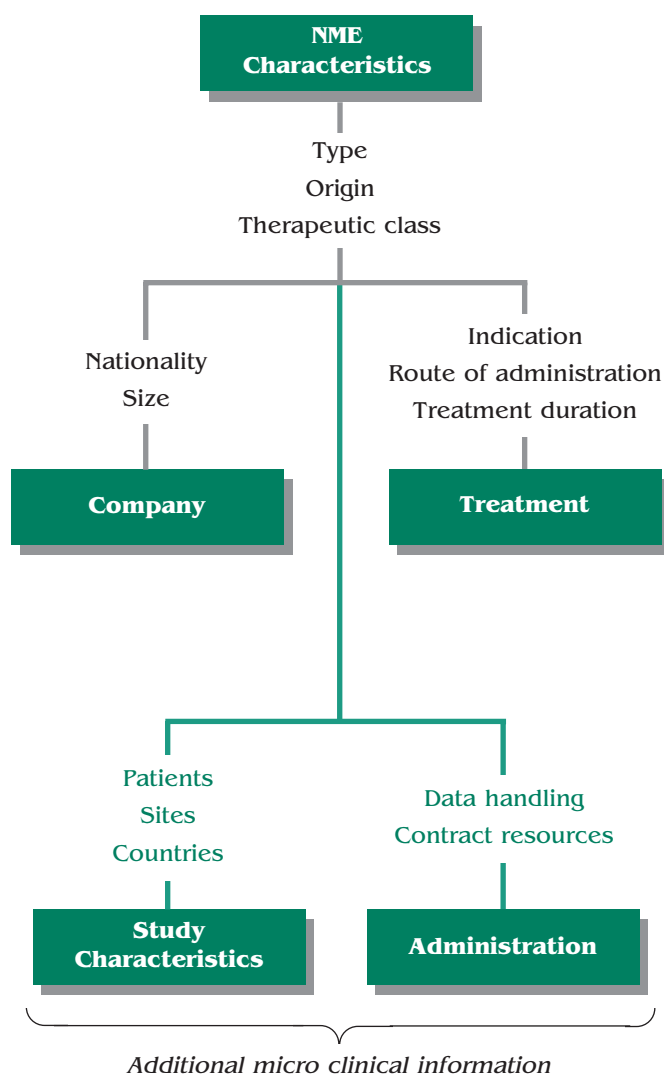 NME
Characteristics
Type
Origin
Therapeutic class
Nationality
Size
Indication
Route of administration
Treatment duration
Company
Treatment
Patients
Sites
Countries
Data handling
Contract resources
Study
Characteristics
Administration
Additional micro clinical information